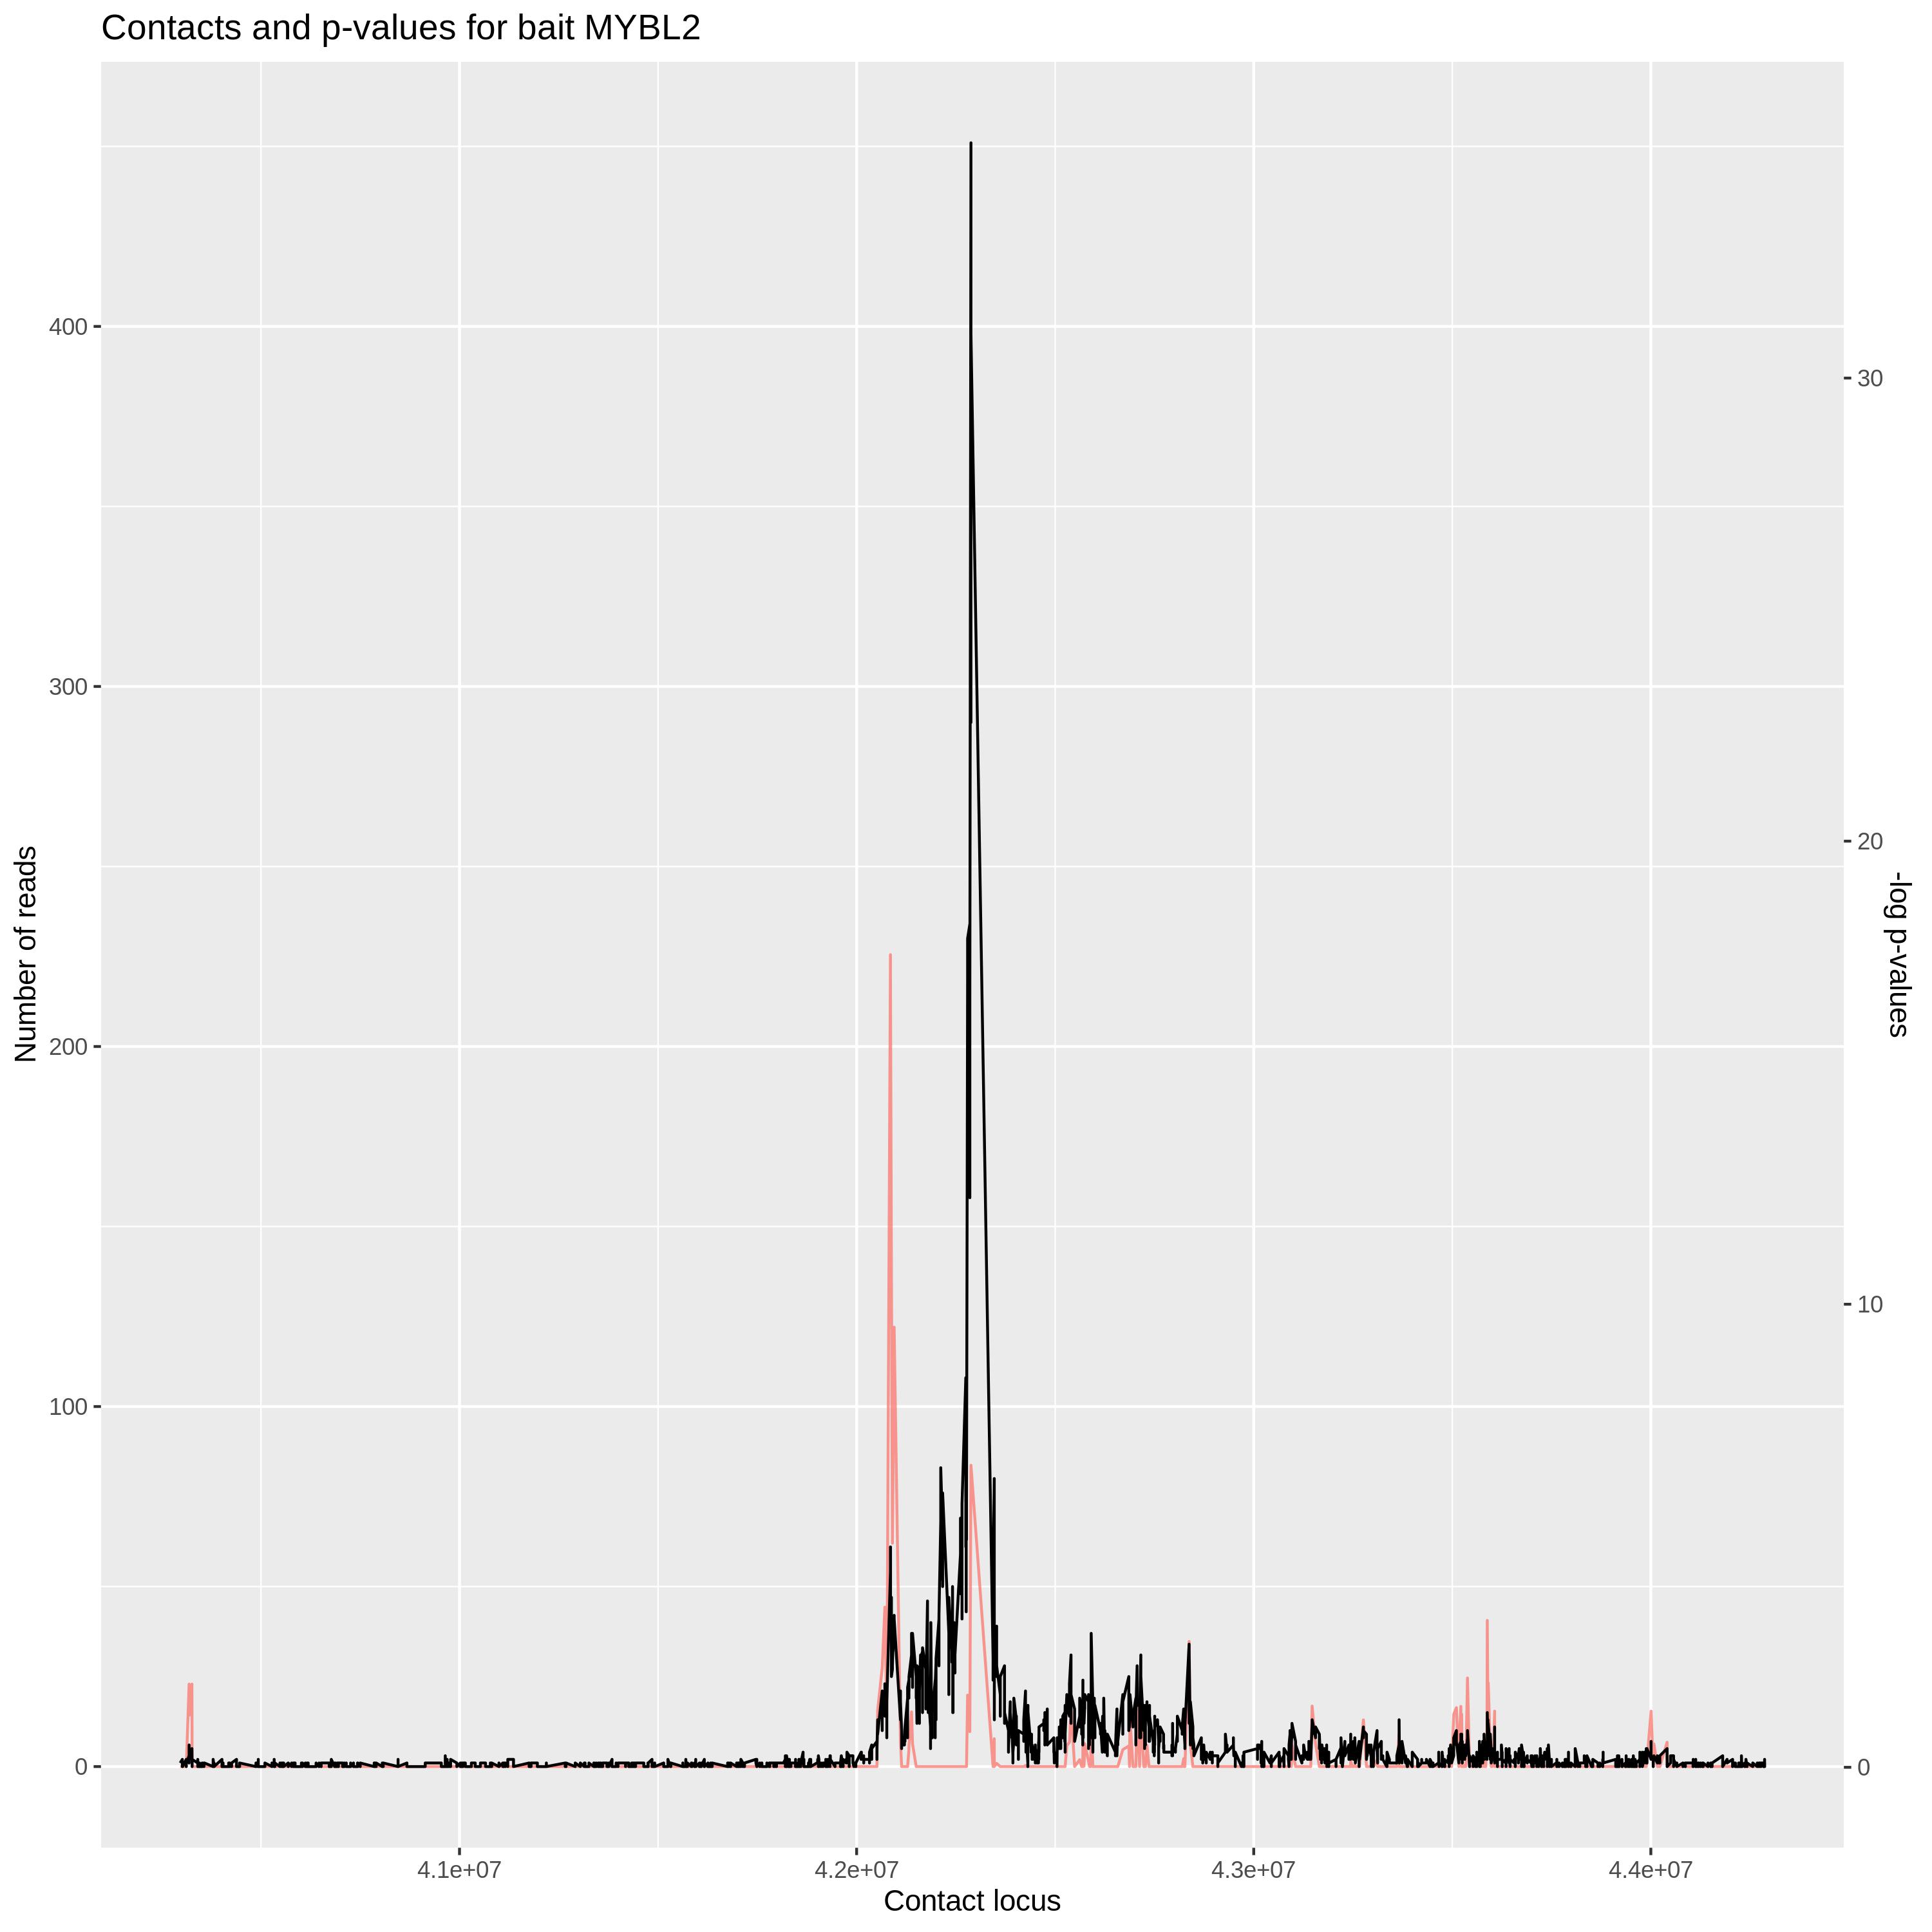 Contacts and p-values for bait MYBL2
Number of reads
400
300
200
100
0
30
20
10
0
-log p-values
4.1e+07
4.2e+07
4.3e+07
4.4e+07
Contact locus